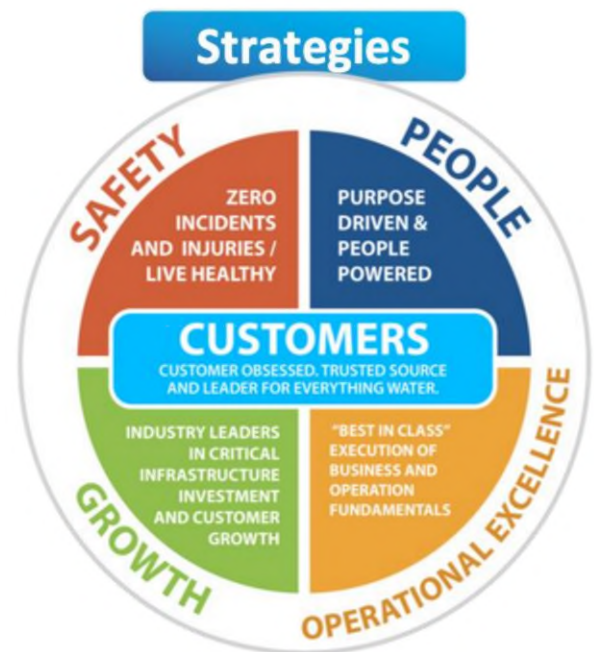 Strategies
SAFETY
ZERO
INCIDENTS
AND INJURIES /
LIVE HEALTHY
PEOPLE
PURPOSE
DRIVEN &
PEOPLE
POWERED
CUSTOMERS
CUSTOMER OBSESSED. TRUSTED SOURCE
AND LEADER FOR EVERYTHING WATER.
GROWTH
INDUSTRY LEADERS
IN CRITICAL
INFRASTRUCTURE
INVESTMENT
AND CUSTOMER
GROWTH
OPERATIONAL EXCELLENCE
"BEST IN CLASS"
EXECUTION OF
BUSINESS AND
OPERATION
FUNDAMENTALS